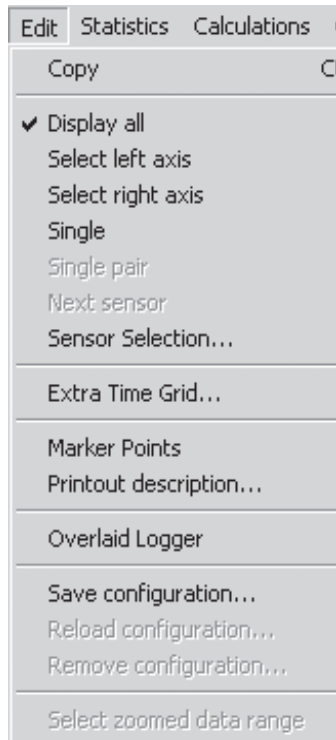 Edit Statistics Calculations
Copy
Display all
Select left axis
Select right axis
Single
Single pair
Next sensor
Sensor Selection...
Extra Time Grid...
Marker Points
Printout description...
Overlaid Logger
Save configuration...
Reload configuration...
Remove configuration...
Select zoomed data range